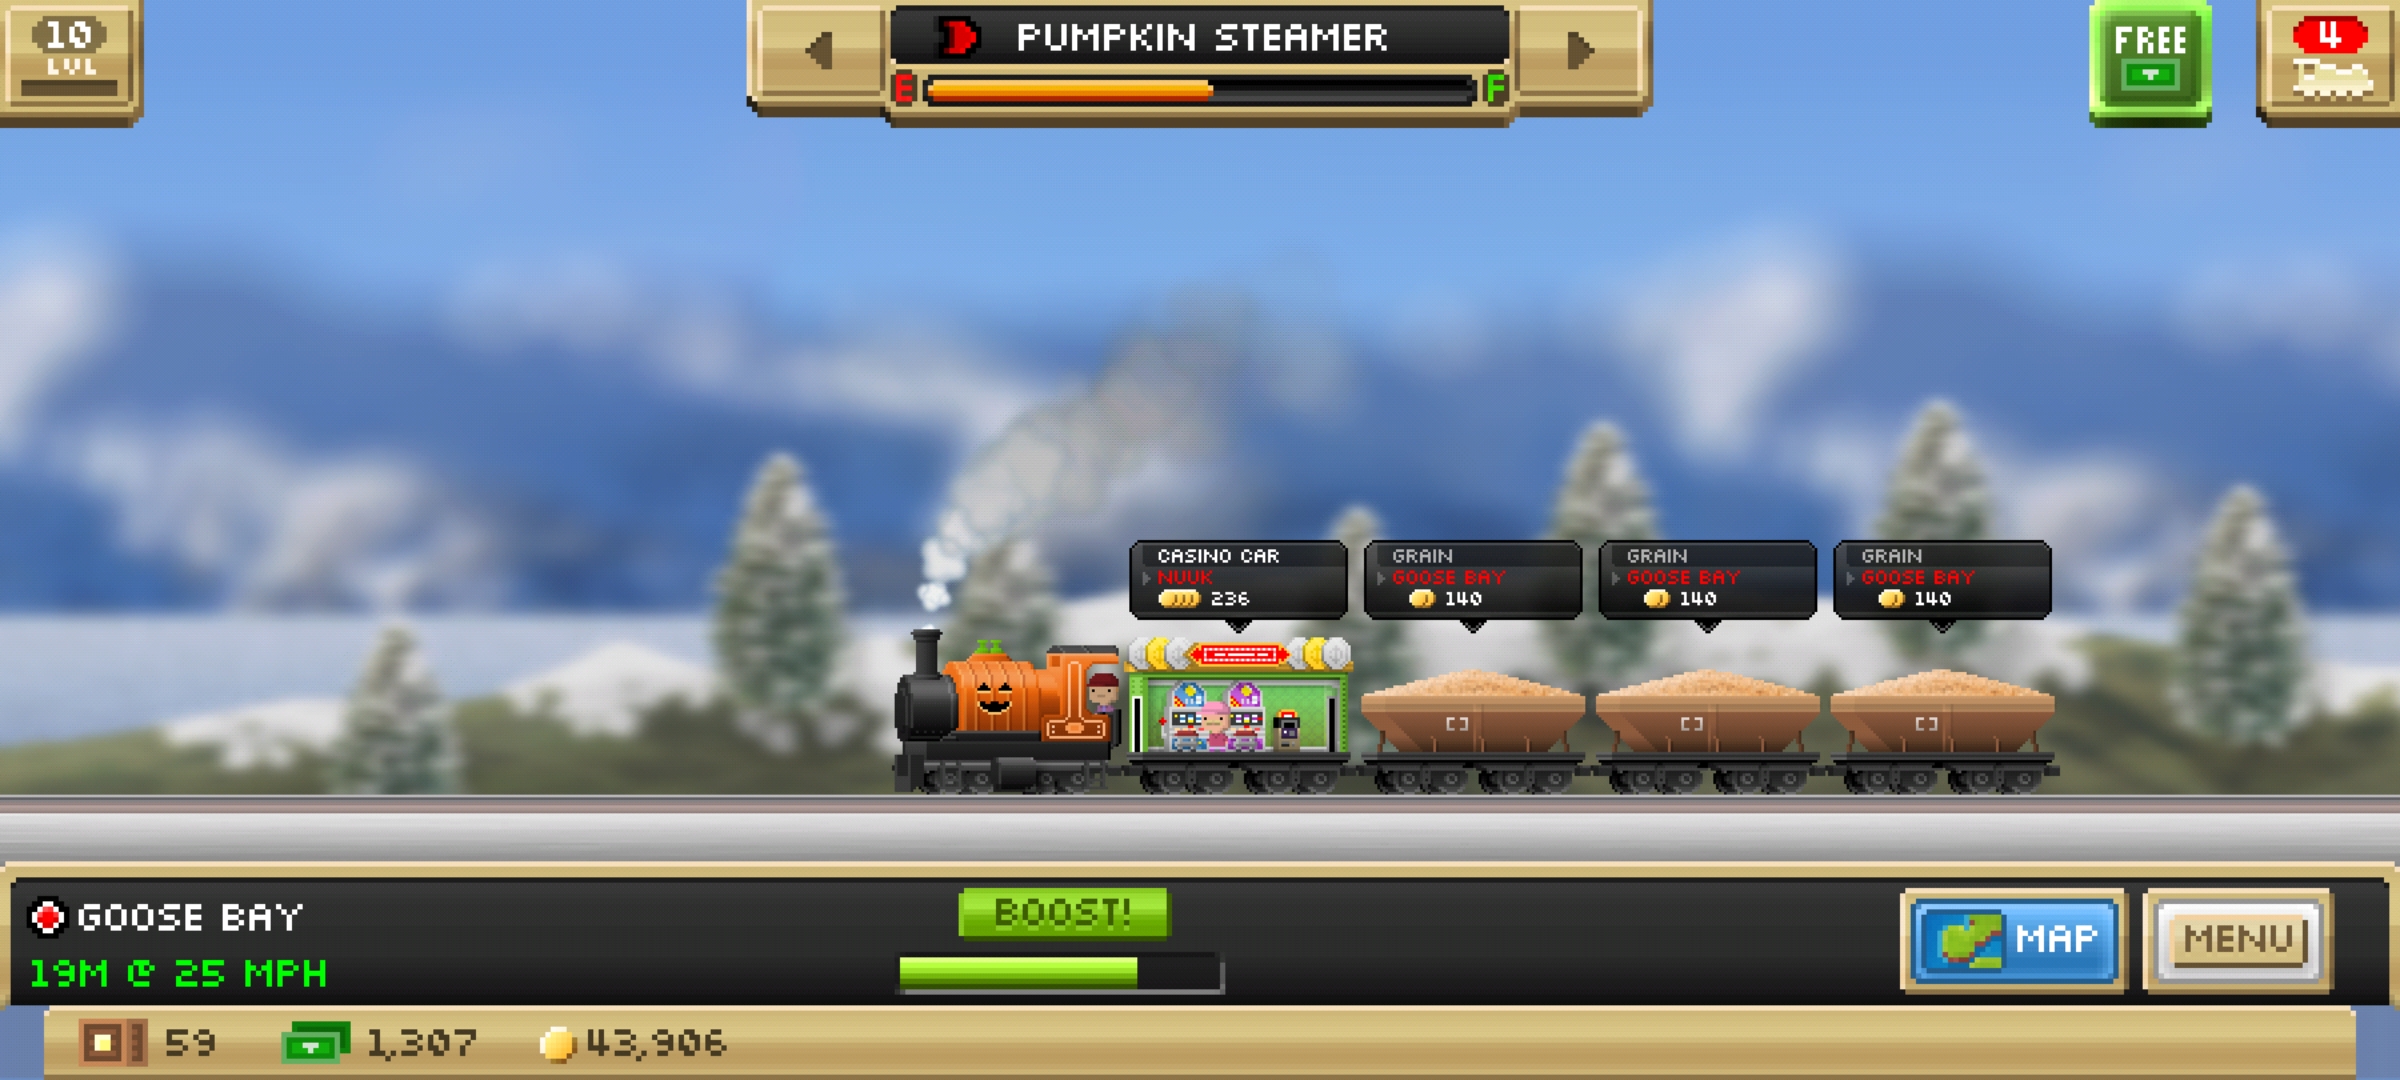 10
LVL
PUMPKIN STEAMER
E F
FREE
4
CASINO CAR
NUUK
236
GRAIN
GOOSE BAY
140
GRAIN
GOOSE BAY
140
GRAIN
GOOSE BAY
140
GOOSE BAY
19M @ 25 MPH
BOOST!
MAP
MENU
59
1,307
43,906